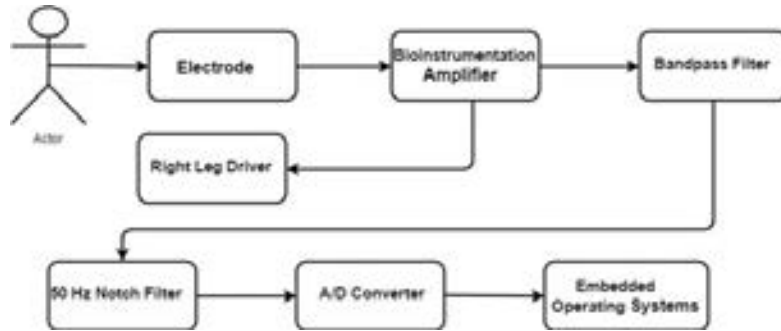 Electrode
Bioinstrumentation
Amplifier
Bandpass Filter
Actor
Right Leg Driver
50 Hz Notch Filter
A/D Converter
Embedded
Operating Systems